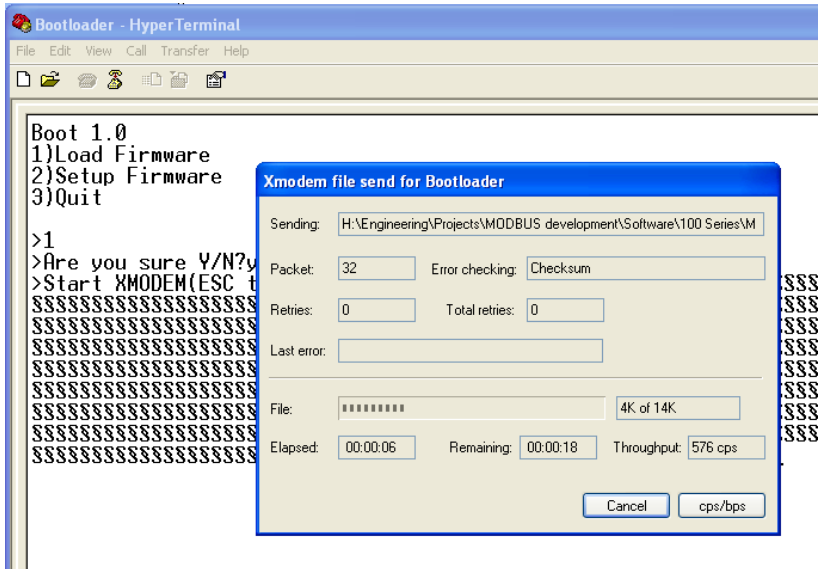 Bootloader - HyperTerminal
File Edit View Call Transfer Help
Boot 1.0
1)Load Firmware
2)Setup Firmware
3)Quit
>1
>Are you sure Y/N?y
>Start XMODEM(ESC t
Xmodem file send for Bootloader
Sending: H:\Engineering\Projects\MODBUS development\Software\100 Series\M
Packet: 32 Error checking: Checksum
Retries: 0 Total retries: 0
Last error:
File: 4K of 14K
Elapsed: 00:00:06 Remaining: 00:00:18 Throughput: 576 cps
Cancel cps/bps